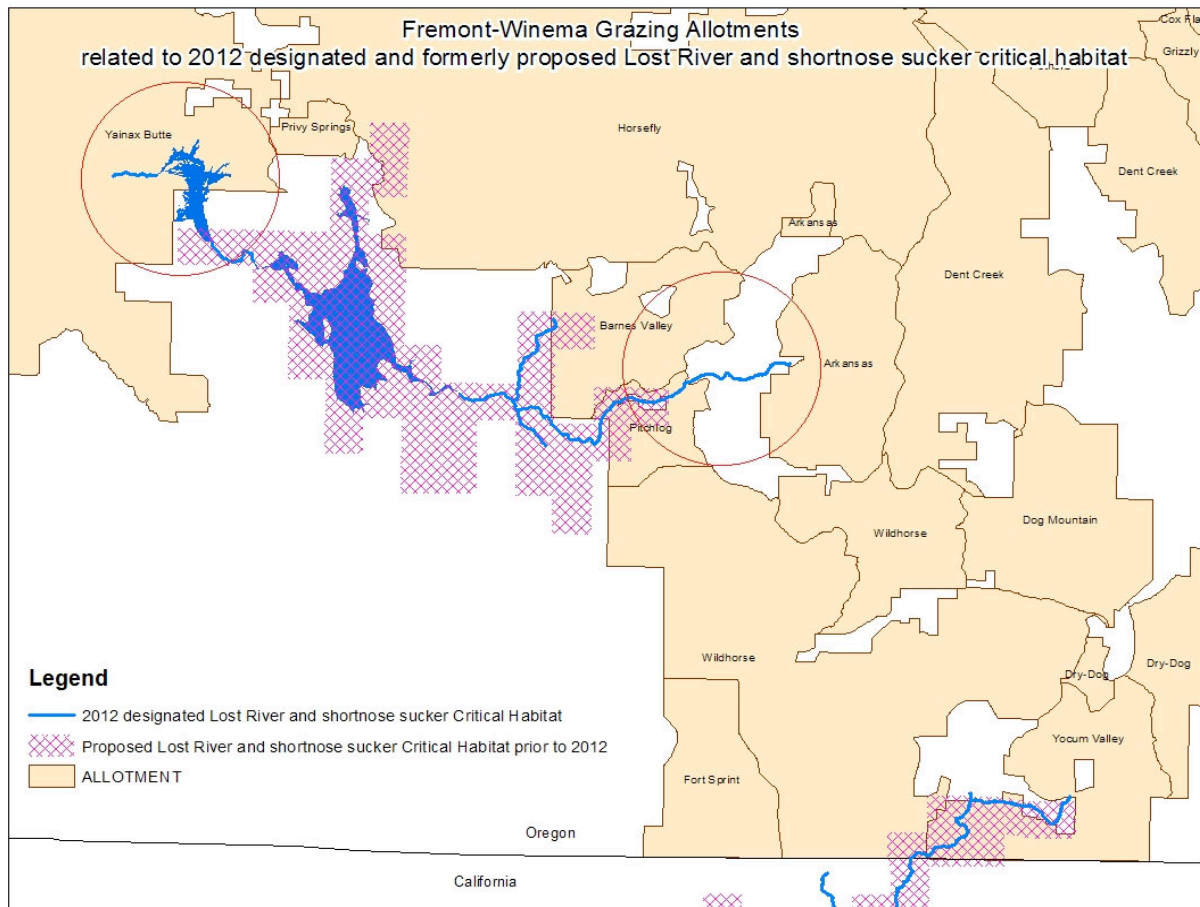 Fremont-Winema Grazing Allotments
related to 2012 designated and formerly proposed Lost River and shortnose sucker critical habitat
Cox Fla
Grizzly
Yainax Butte
Privy Springs
Horsefly
Dent Creek
Arkansas
Dent Creek
Barnes Valley
Arkansas
Pitchlog
Dog Mountain
Wildhorse
Wildhorse
Dry-Dog
Dry-Dog
Yocum Valley
Fort Sprint
Legend
2012 designated Lost River and shortnose sucker Critical Habitat
Proposed Lost River and shortnose sucker Critical Habitat prior to 2012
ALLOTMENT
Oregon
California